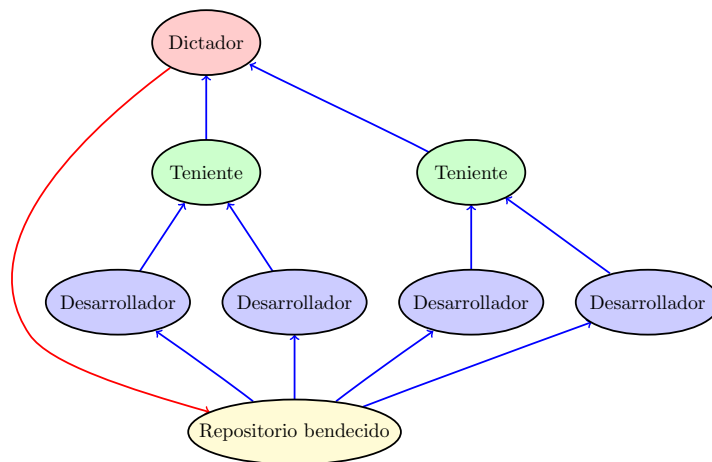 Dictador
Teniente
Teniente
Desarrollador
Desarrollador
Desarrollador
Desarrollador
Repositorio bendecido